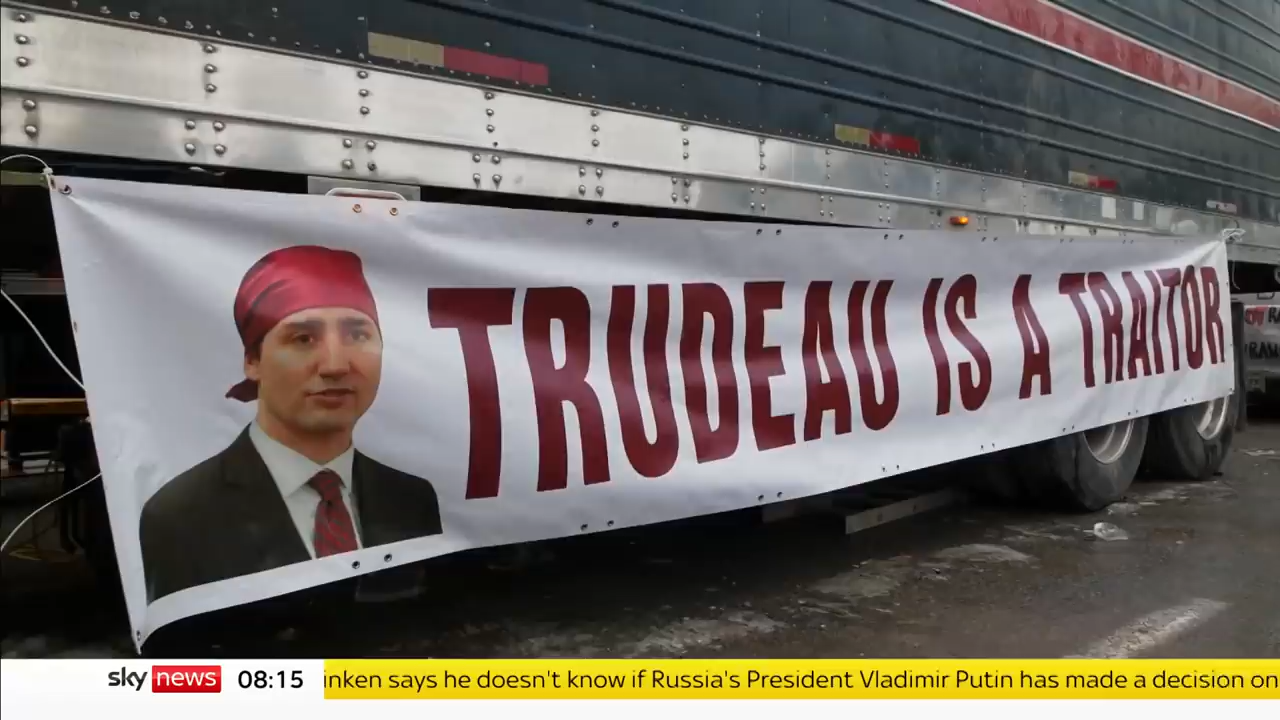 TRUDEAU IS A TRAITOR
sky news 08:15 inken says he doesn't know if Russia's President Vladimir Putin has made a decision on